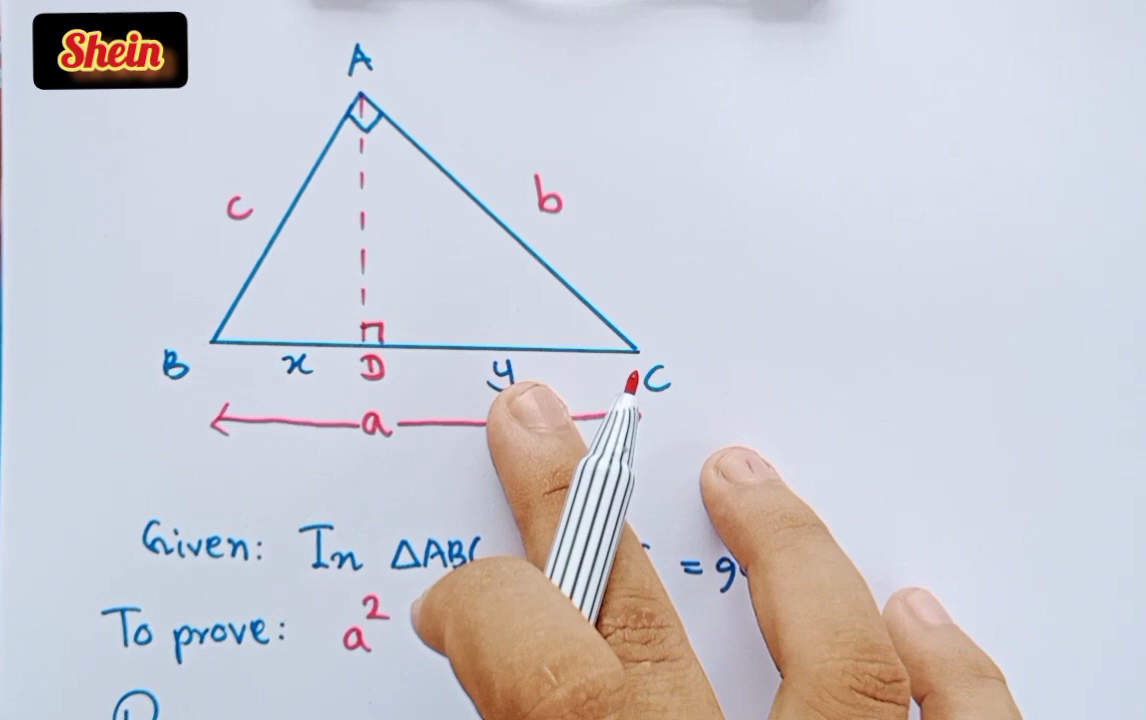 Shein
A
c
b
B
x
D
y
C
a
Given: In ΔABC = 9
To prove: a²